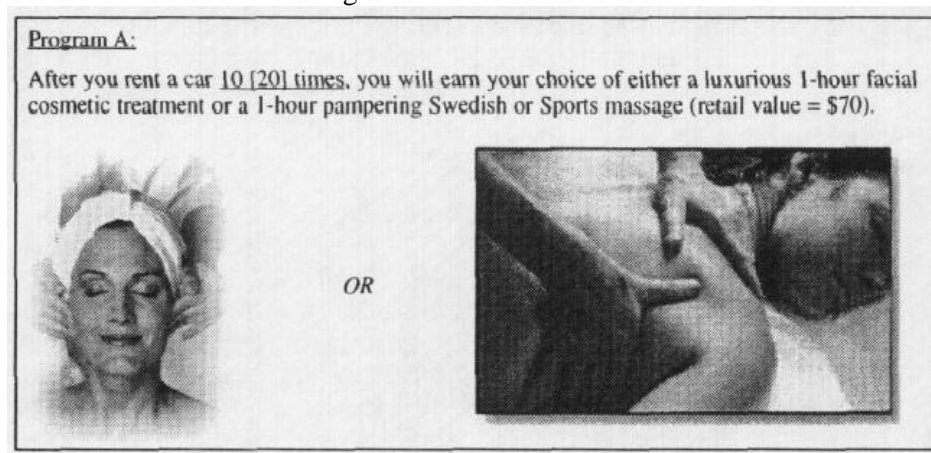 Program A:
After you rent a car 10 [20] times, you will earn your choice of either a luxurious 1-hour facial
cosmetic treatment or a 1-hour pampering Swedish or Sports massage (retail value = $70).
OR